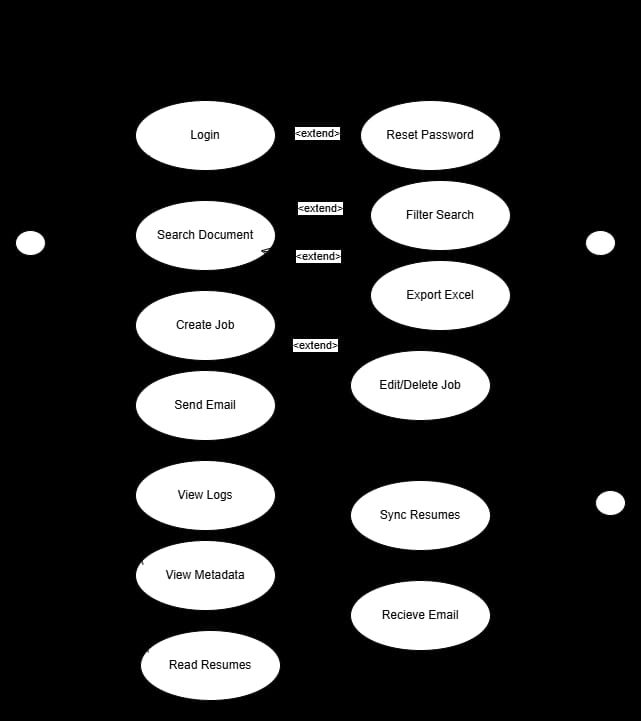 Login
<extend>
Reset Password
<extend>
Filter Search
Search Document
<extend>
Export Excel
Create Job
<extend>
Edit/Delete Job
Send Email
View Logs
Sync Resumes
View Metadata
Recieve Email
Read Resumes